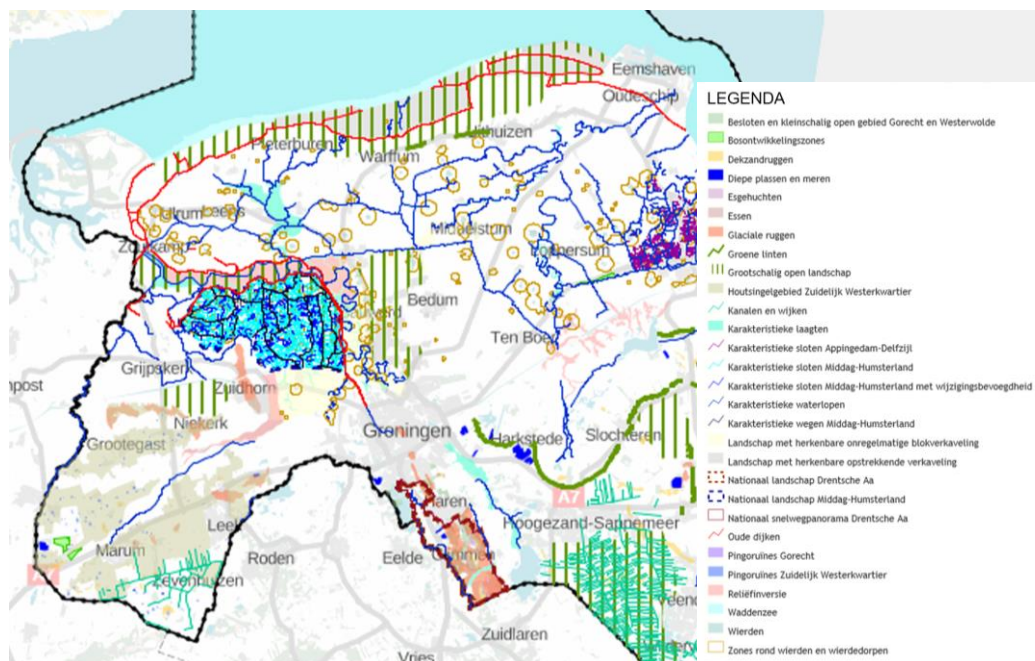 Eemshaven
Oudeschip
Pieterburen
Warffum
Uithuizen
Ulrum
Leens
Zoutkamp
Middelstum
Loppersum
Bedum
Ten Boer
Grijpskerk
Zuidhorn
Niekerk
Grootegast
Groningen
Harkstede
Slochteren
A7
Haren
Hoogezand-Sappemeer
Leek
Marum
Roden
Eelde
Glimmen
Zevenhuizen
Zuidlaren
Vries
LEGENDA
Besloten en kleinschalig open gebied Gorecht en Westerwolde
Bosontwikkelingszones
Dekzandruggen
Diepe plassen en meren
Esgehuchten
Essen
Glaciale ruggen
Groene linten
Grootschalig open landschap
Houtsingelgebied Zuidelijk Westerkwartier
Kanalen en wijken
Karakteristieke laagten
Karakteristieke sloten Appingedam-Delfzijl
Karakteristieke sloten Middag-Humsterland
Karakteristieke sloten Middag-Humsterland met wijzigingsbevoegdheid
Karakteristieke waterlopen
Karakteristieke wegen Middag-Humsterland
Landschap met herkenbare onregelmatige blokverkaveling
Landschap met herkenbare opstrekkende verkaveling
Nationaal landschap Drentsche Aa
Nationaal landschap Middag-Humsterland
Nationaal snelwegpanorama Drentsche Aa
Oude dijken
Pingoruïnes Gorecht
Pingoruïnes Zuidelijk Westerkwartier
Reliëfinversie
Waddenzee
Wierden
Zones rond wierden en wierdedorpen